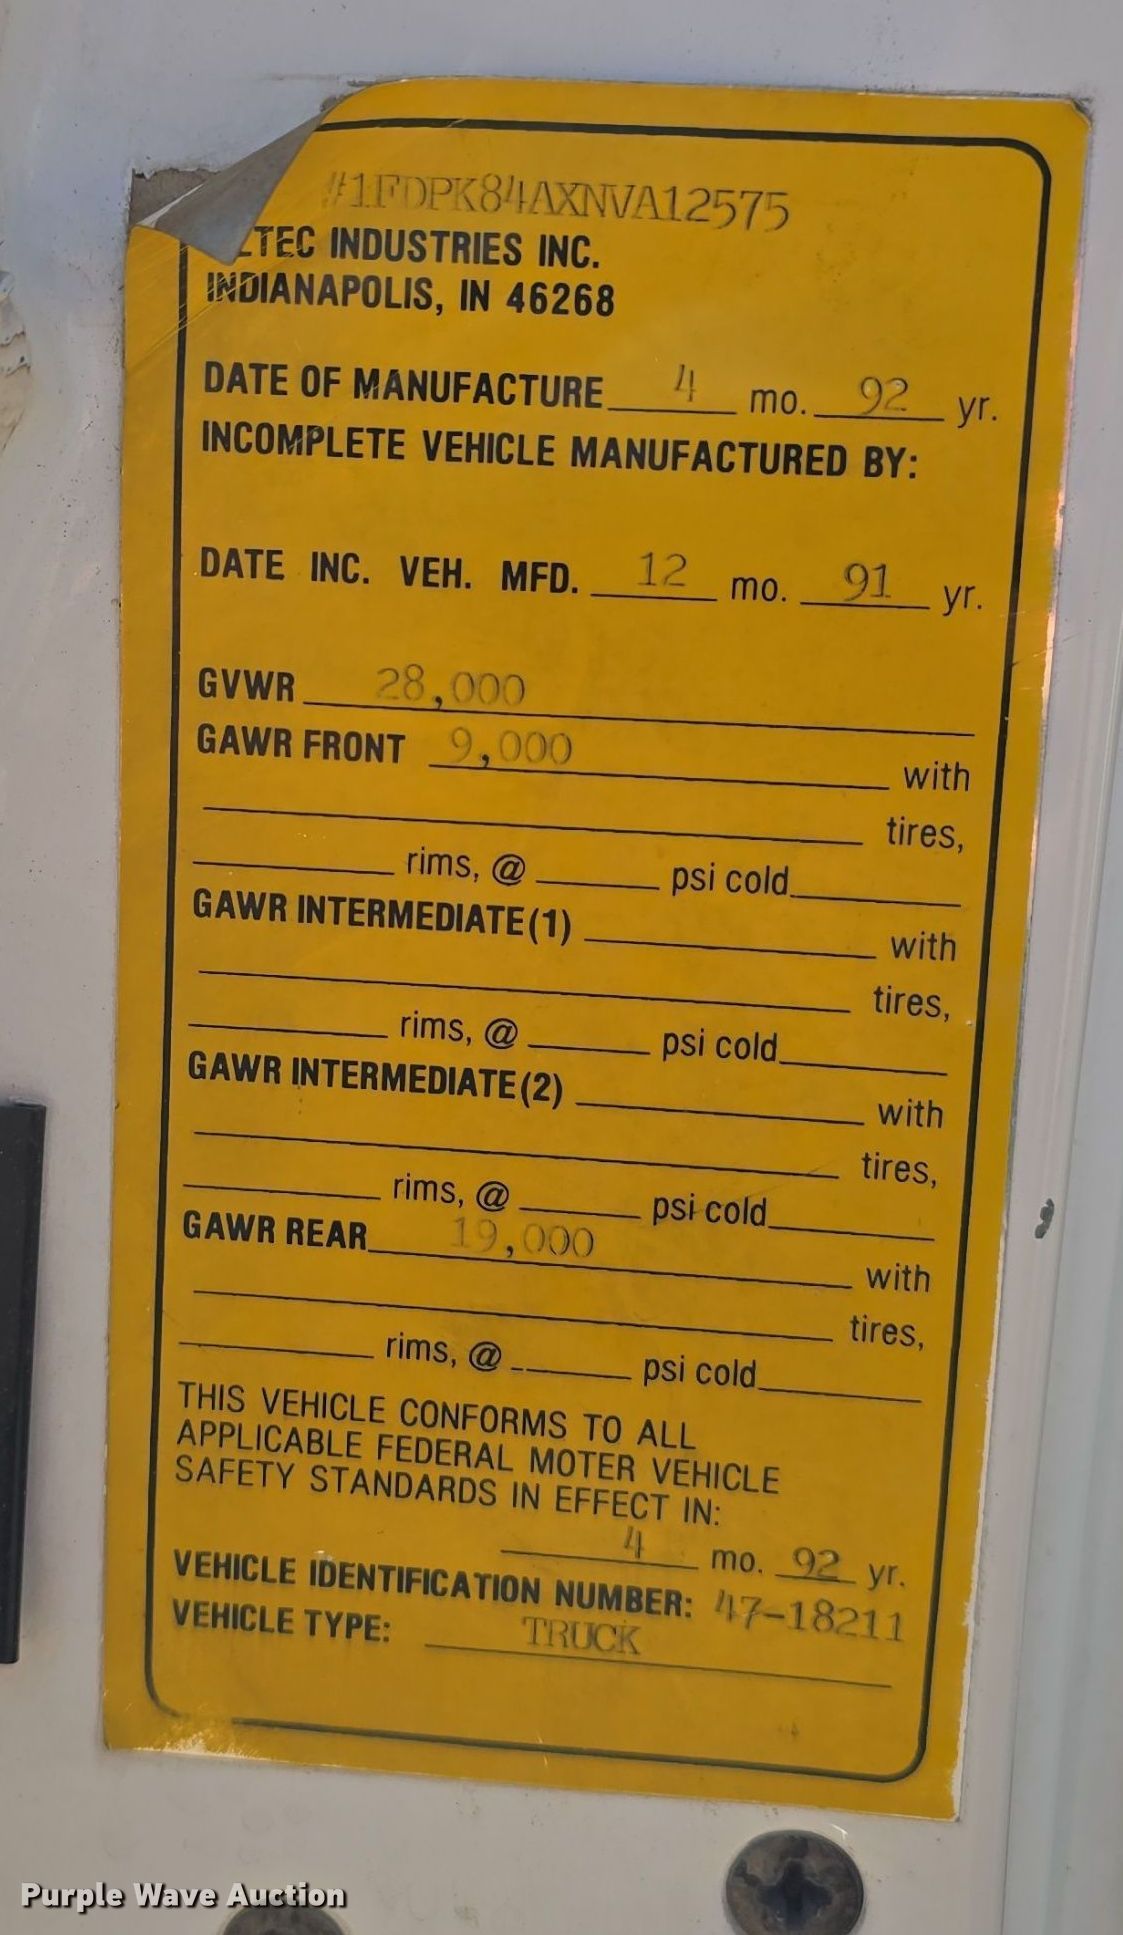 #1FDPK84AXNVA12575
LTEC INDUSTRIES INC.
INDIANAPOLIS, IN 46268
DATE OF MANUFACTURE 4 mo. 92 yr.
INCOMPLETE VEHICLE MANUFACTURED BY:
DATE INC. VEH. MFD. 12 mo. 91 yr.
GVWR 28,000
GAWR FRONT 9,000 with
tires,
rims, @ psi cold
GAWR INTERMEDIATE(1) with
tires,
rims, @ psi cold
GAWR INTERMEDIATE(2) with
tires,
rims, @ psi cold
GAWR REAR 19,000 with
tires,
rims, @ psi cold
THIS VEHICLE CONFORMS TO ALL
APPLICABLE FEDERAL MOTER VEHICLE
SAFETY STANDARDS IN EFFECT IN:
4 mo. 92 yr.
VEHICLE IDENTIFICATION NUMBER: 47-18211
VEHICLE TYPE: TRUCK
Purple Wave Auction